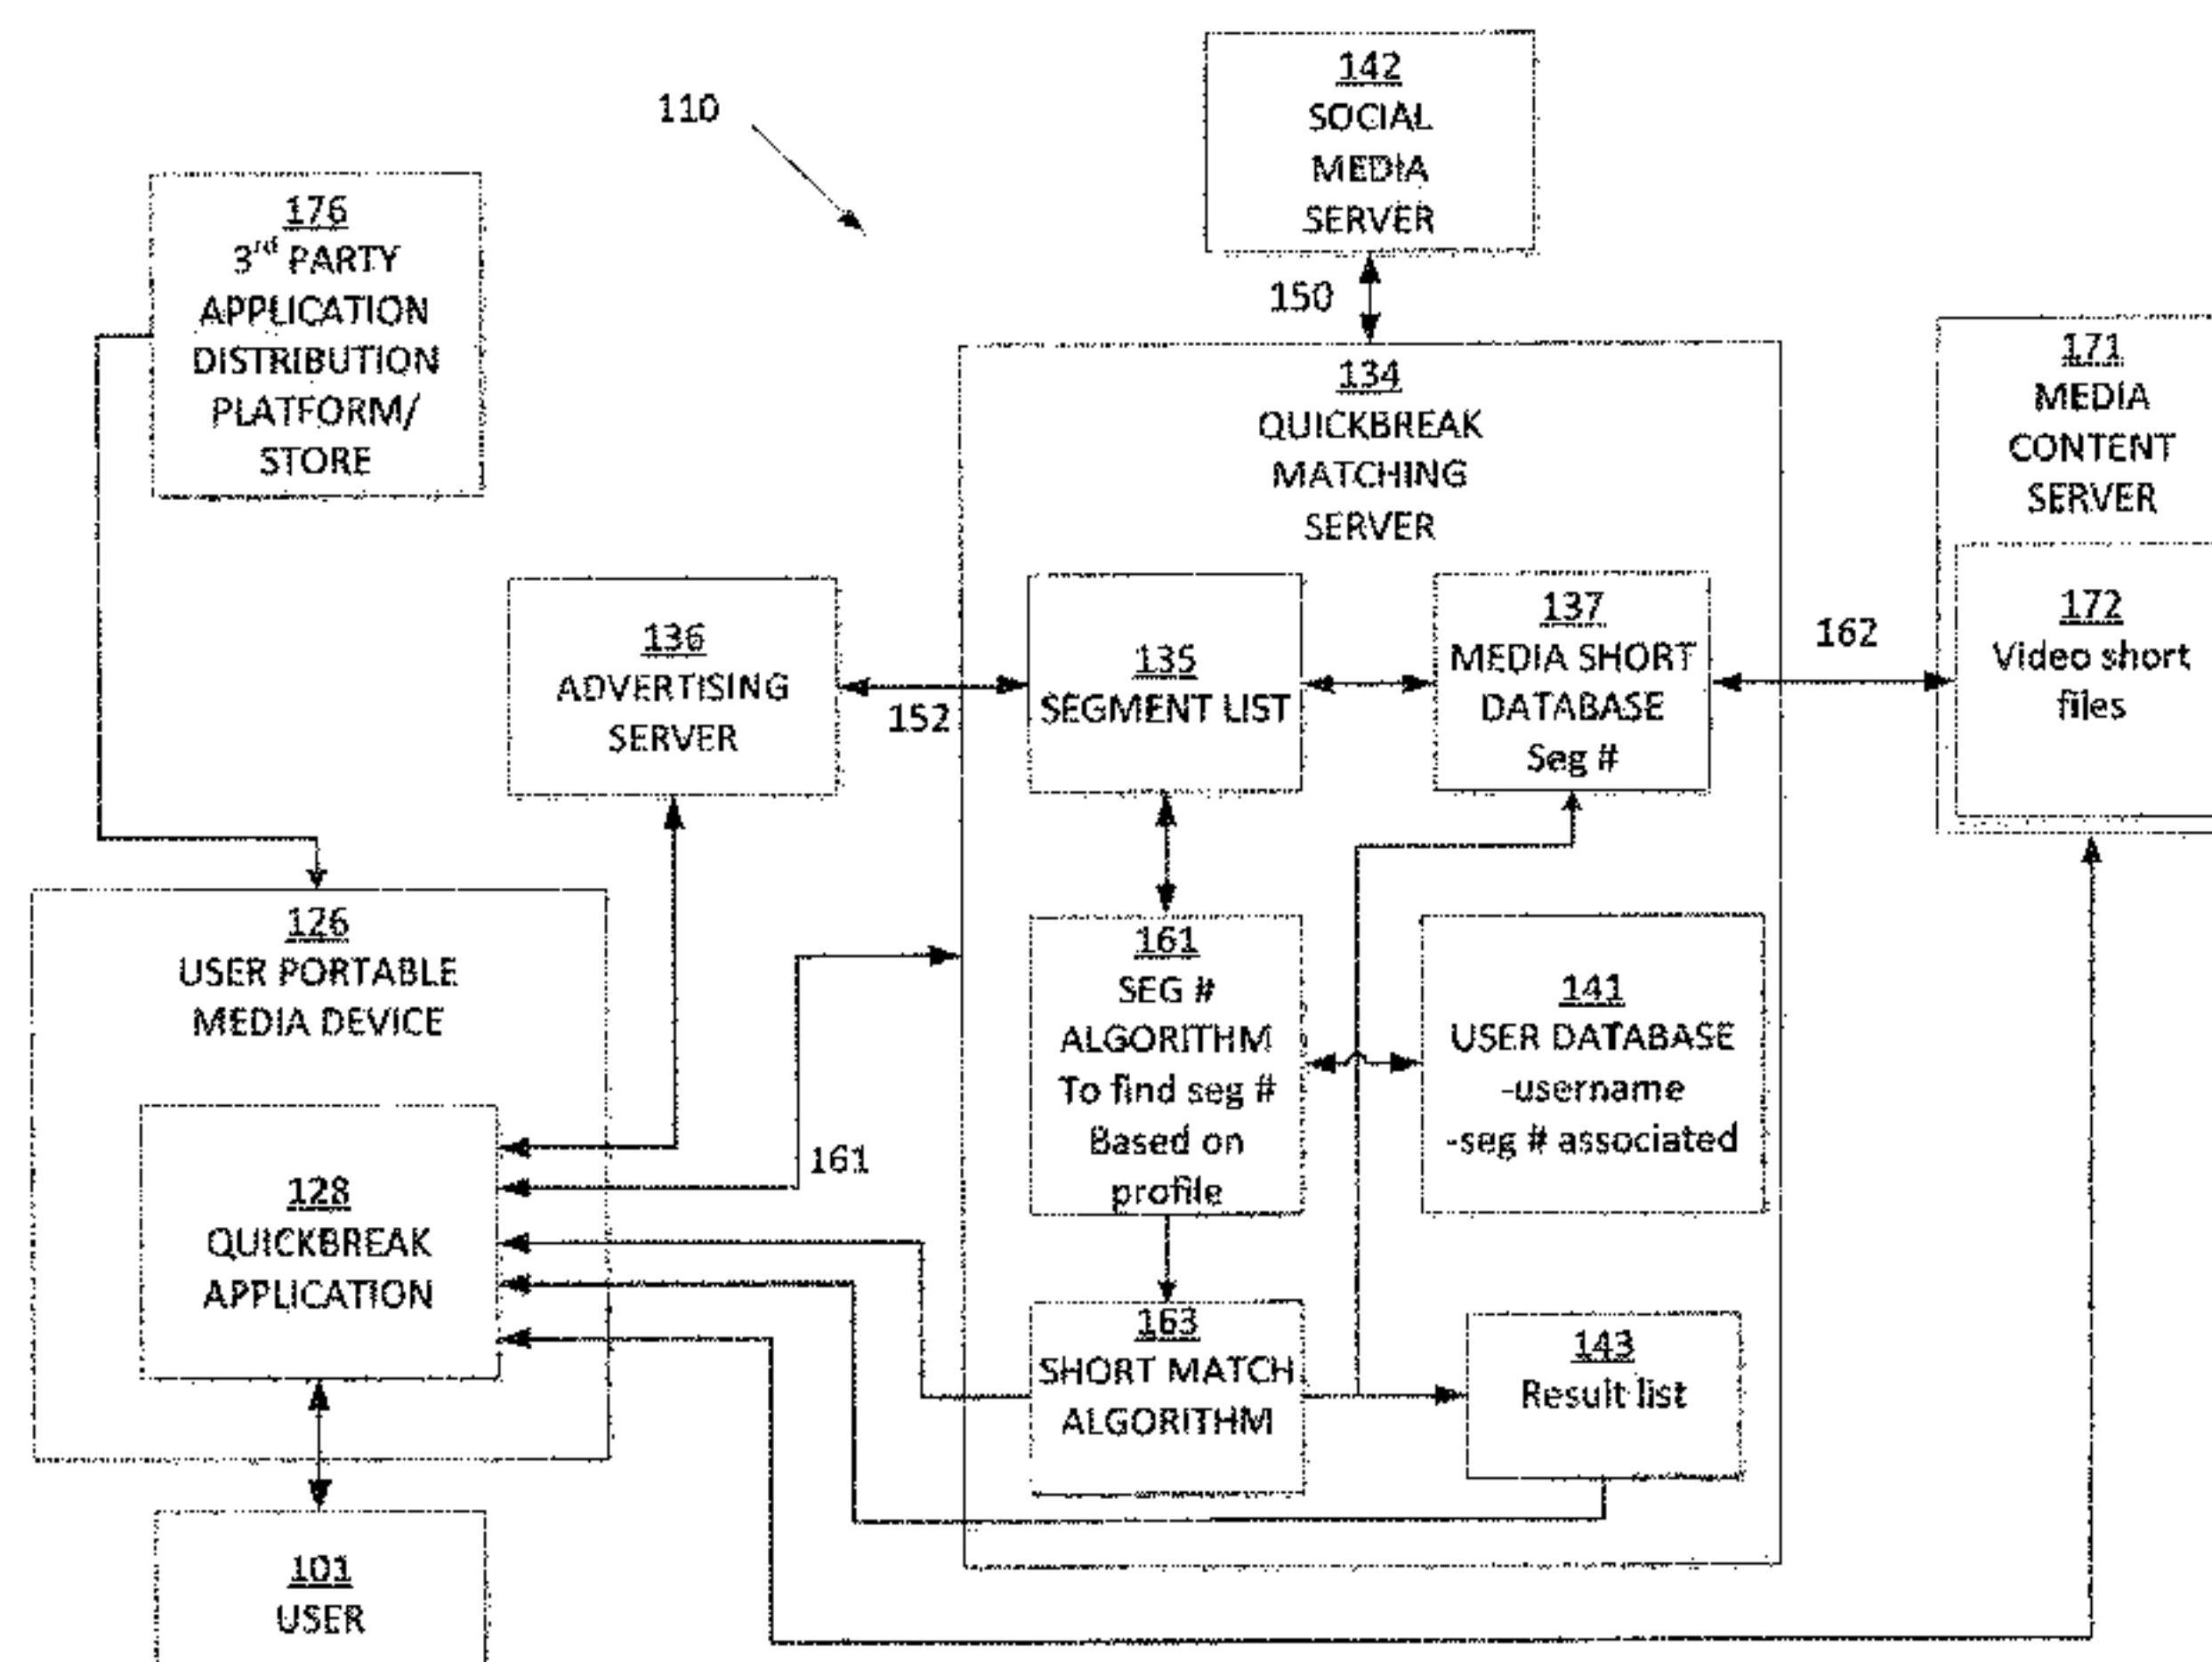 110
142
SOCIAL
MEDIA
SERVER
150
176
3rd PARTY
APPLICATION
DISTRIBUTION
PLATFORM/
STORE
134
QUICKBREAK
MATCHING
SERVER
171
MEDIA
CONTENT
SERVER
172
Video short
files
162
136
ADVERTISING
SERVER
152
135
SEGMENT LIST
137
MEDIA SHORT
DATABASE
Seg #
126
USER PORTABLE
MEDIA DEVICE
161
SEG #
ALGORITHM
To find seg #
Based on
profile
141
USER DATABASE
-username
-seg # associated
161
128
QUICKBREAK
APPLICATION
163
SHORT MATCH
ALGORITHM
143
Result list
101
USER